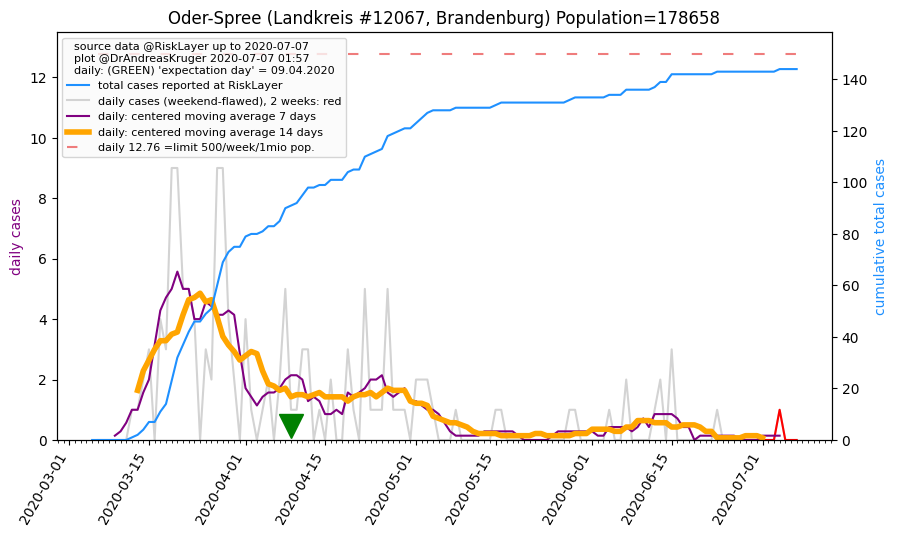 Oder-Spree (Landkreis #12067, Brandenburg) Population=178658
source data @RiskLayer up to 2020-07-07
plot @DrAndreasKruger 2020-07-07 01:57
daily: (GREEN) 'expectation day' = 09.04.2020
total cases reported at RiskLayer
daily cases (weekend-flawed), 2 weeks: red
daily: centered moving average 7 days
daily: centered moving average 14 days
daily 12.76 =limit 500/week/1mio pop.
daily cases
12
10
8
6
4
2
0
cumulative total cases
140
120
100
80
60
40
20
0
2020-03-01
2020-03-15
2020-04-01
2020-04-15
2020-05-01
2020-05-15
2020-06-01
2020-06-15
2020-07-01